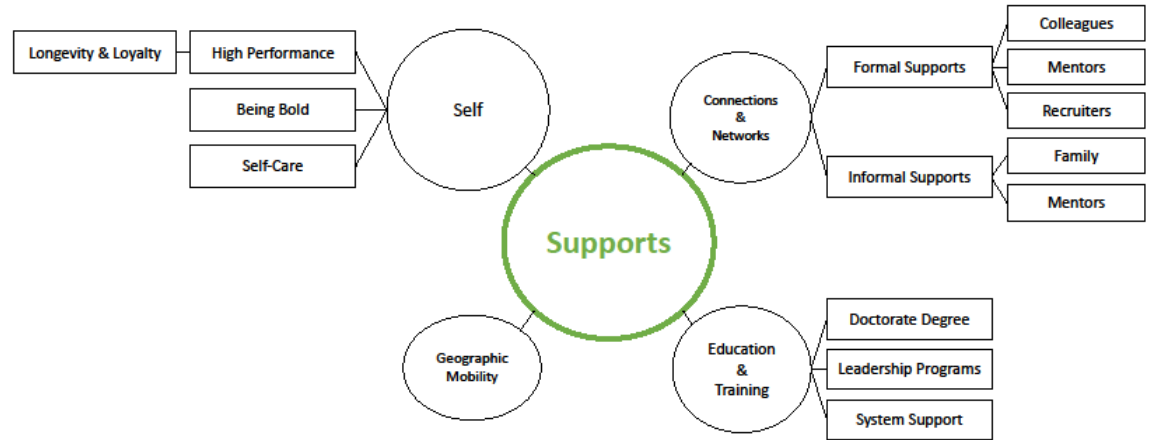 Longevity & Loyalty
High Performance
Being Bold
Self-Care
Self
Connections
&
Networks
Formal Supports
Colleagues
Mentors
Recruiters
Informal Supports
Family
Mentors
Supports
Geographic
Mobility
Education
&
Training
Doctorate Degree
Leadership Programs
System Support